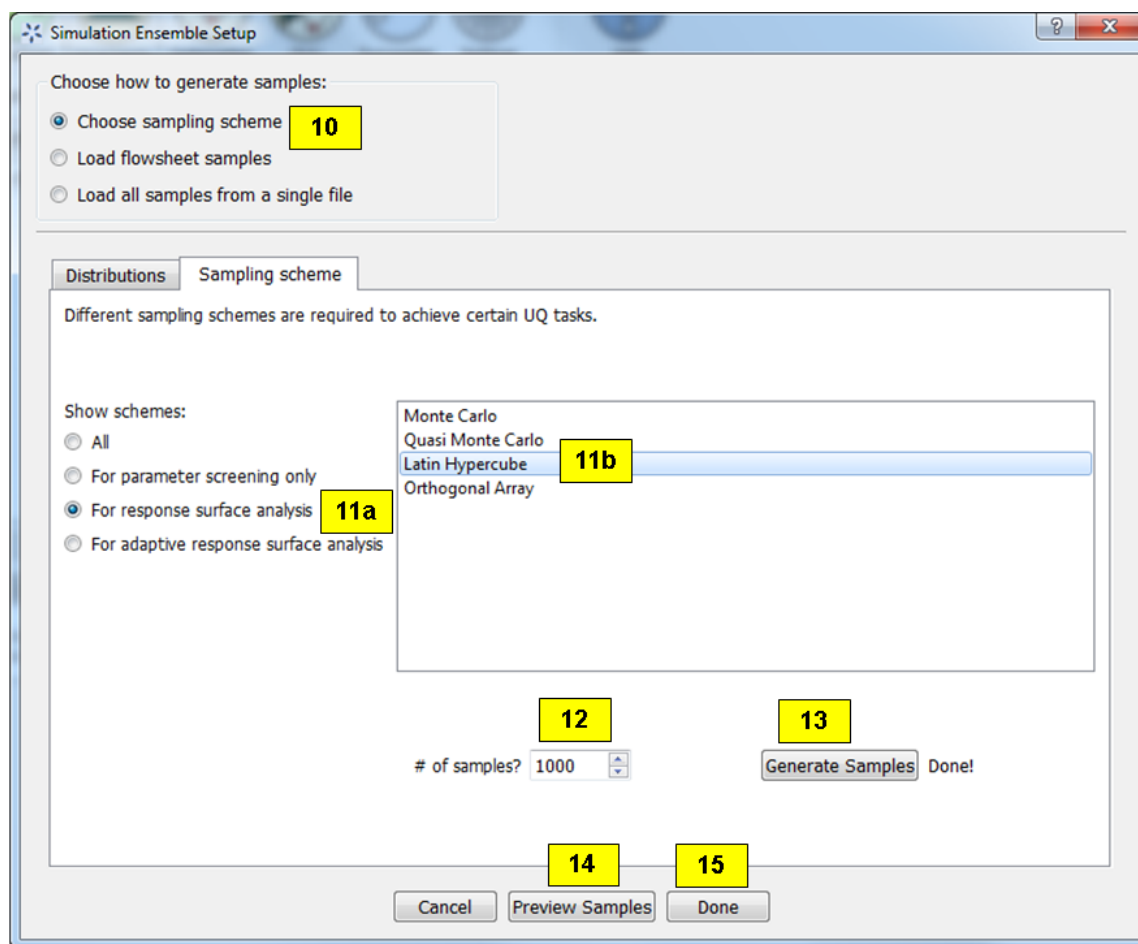 Simulation Ensemble Setup
?
Choose how to generate samples:
Choose sampling scheme 10
Load flowsheet samples
Load all samples from a single file
Distributions Sampling scheme
Different sampling schemes are required to achieve certain UQ tasks.
Show schemes:
All
For parameter screening only
For response surface analysis 11a
For adaptive response surface analysis
Monte Carlo
Quasi Monte Carlo
Latin Hypercube 11b
Orthogonal Array
12 13
# of samples? 1000 Generate Samples Done!
14 15
Cancel Preview Samples Done